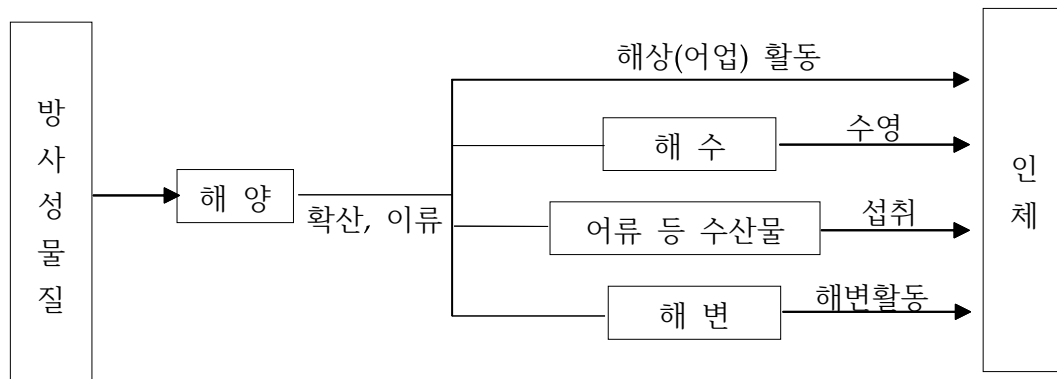 방사성물질
해 양
확산, 이류
해상(어업) 활동
해 수
수영
어류 등 수산물
섭취
해 변
해변활동
인체